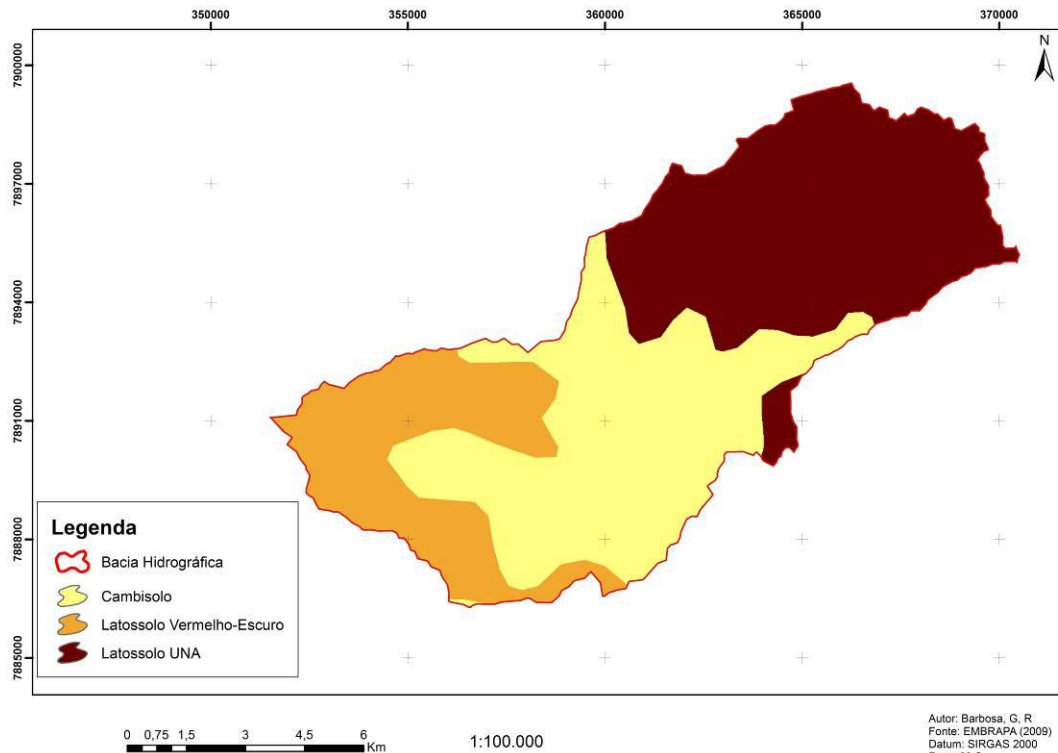 350000 355000 360000 365000 370000
N
7900000
7897000
7894000
7891000
7888000
7885000
Legenda
Bacia Hidrográfica
Cambisolo
Latossolo Vermelho-Escuro
Latossolo UNA
0 0,75 1,5 3 4,5 6
Km
1:100.000
Autor: Barbosa, G, R
Fonte: EMBRAPA (2009)
Datum: SIRGAS 2000